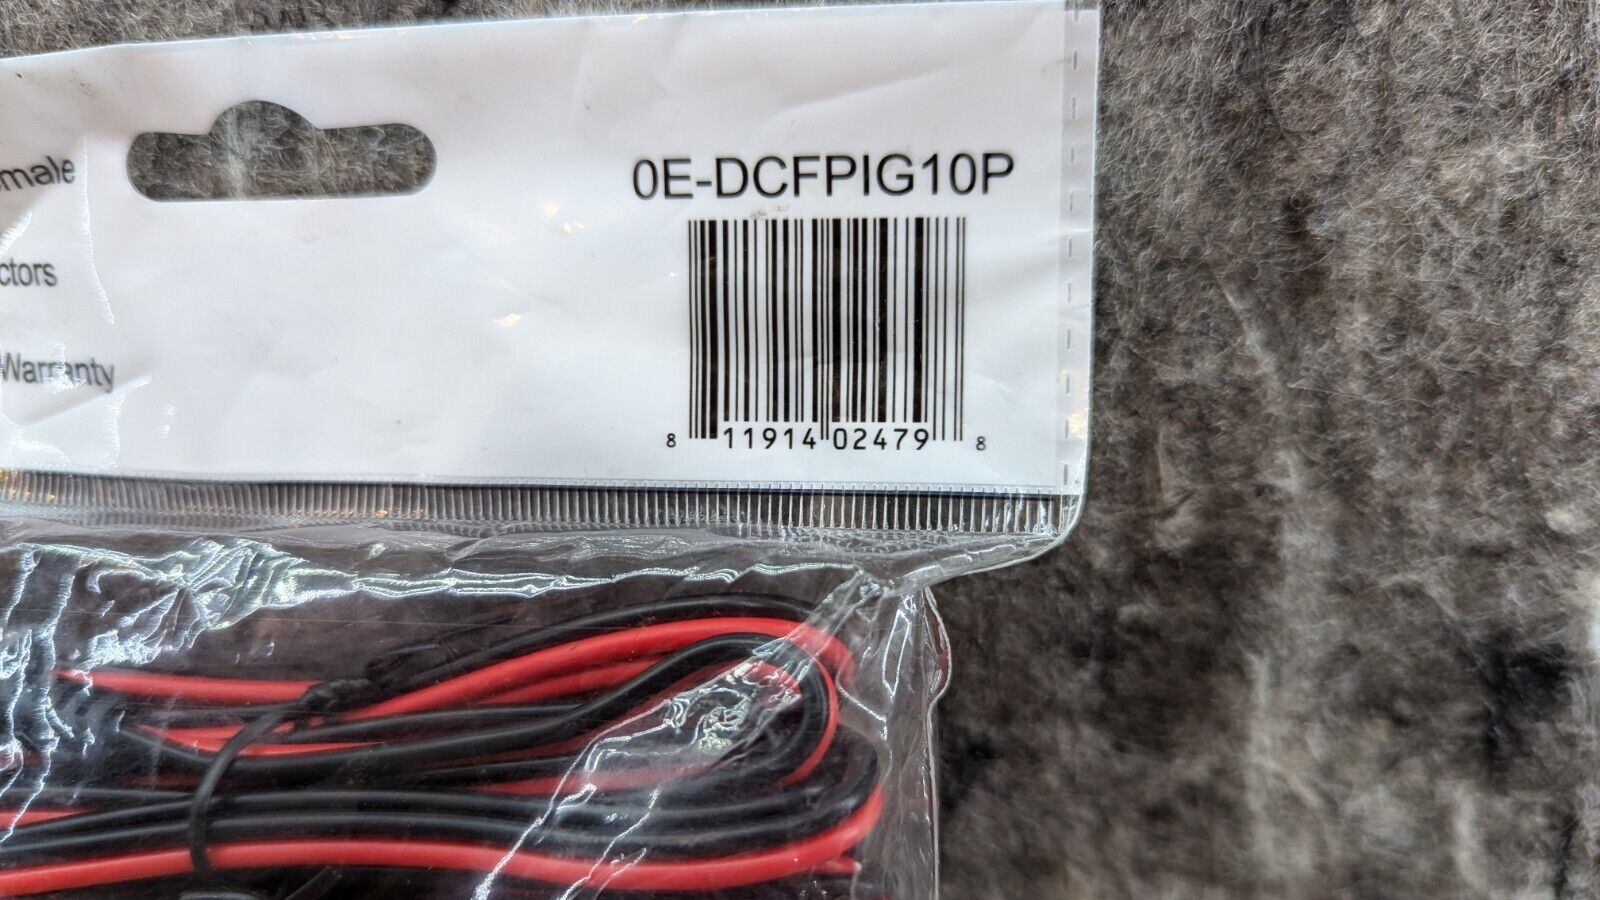 male
0E-DCFPIG10P
ctors
Warranty
8 11914 02479 8